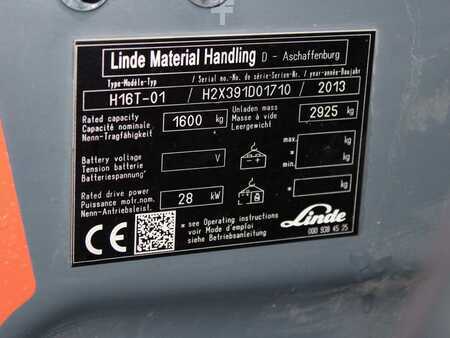 Linde Material Handling D - Aschaffenburg
Type-Modèle-Typ / Serial no.-No. de série-Serien-Nr. / year-année-Baujahr
H16T-01 / H2X391D01710 / 2013
Rated capacity
Capacité nominale
Nenn-Tragfähigkeit
1600 kg
Unladen mass
Masse à vide
Leergewicht
2925 kg
Battery voltage
Tension batterie
Batteriespannung*
V
max.
*
min.
kg
kg
Rated drive power
Puissance motr.nom.
Nenn-Antriebsleist.
28 kW
* kg
CE
* see Operating instructions
voir Mode d'emploi
siehe Betriebsanleitung
Linde
000 938 45 25